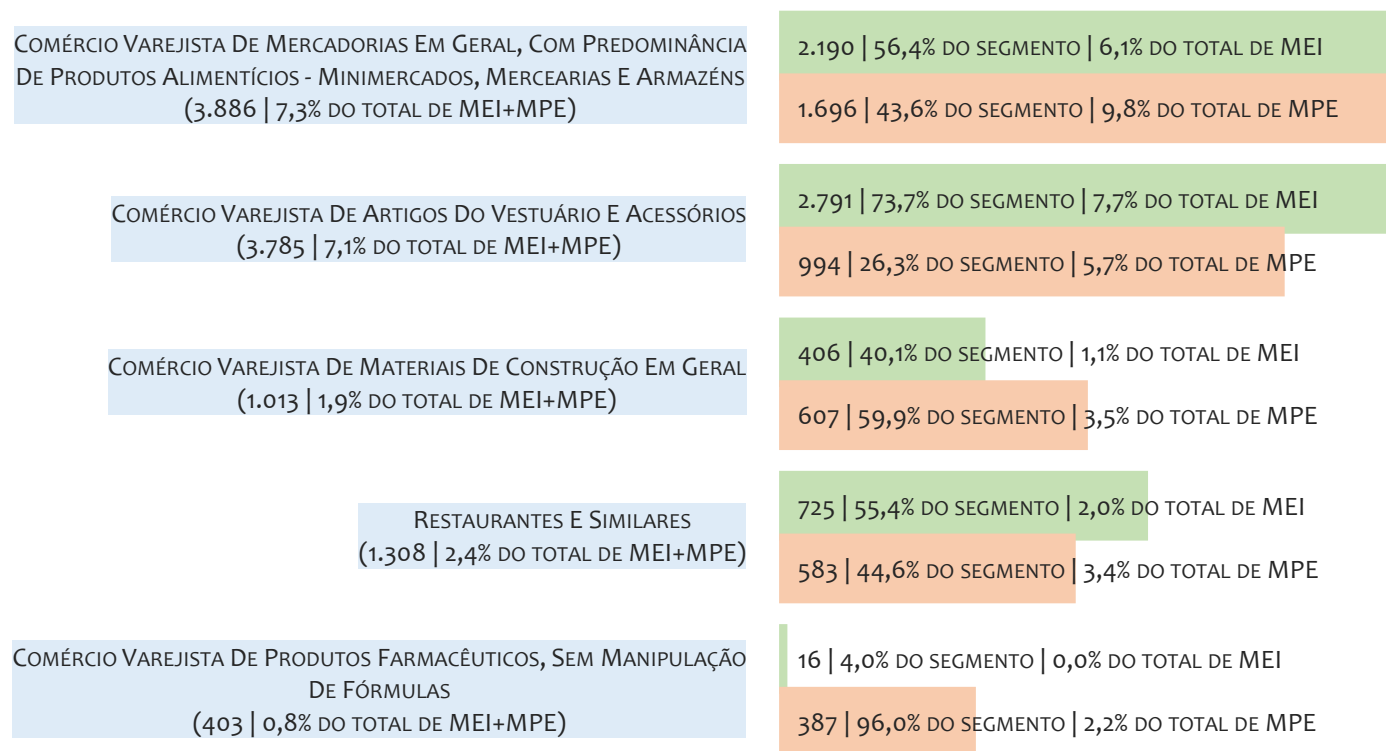 Comércio Varejista De Mercadorias Em Geral, Com Predominância
De Produtos Alimentícios - Minimercados, Mercearias E Armazéns
(3.886 | 7,3% do total de MEI+MPE)
2.190 | 56,4% do segmento | 6,1% do total de MEI
1.696 | 43,6% do segmento | 9,8% do total de MPE
Comércio Varejista De Artigos Do Vestuário E Acessórios
(3.785 | 7,1% do total de MEI+MPE)
2.791 | 73,7% do segmento | 7,7% do total de MEI
994 | 26,3% do segmento | 5,7% do total de MPE
Comércio Varejista De Materiais De Construção Em Geral
(1.013 | 1,9% do total de MEI+MPE)
406 | 40,1% do segmento | 1,1% do total de MEI
607 | 59,9% do segmento | 3,5% do total de MPE
Restaurantes E Similares
(1.308 | 2,4% do total de MEI+MPE)
725 | 55,4% do segmento | 2,0% do total de MEI
583 | 44,6% do segmento | 3,4% do total de MPE
Comércio Varejista De Produtos Farmacêuticos, Sem Manipulação
De Fórmulas
(403 | 0,8% do total de MEI+MPE)
16 | 4,0% do segmento | 0,0% do total de MEI
387 | 96,0% do segmento | 2,2% do total de MPE